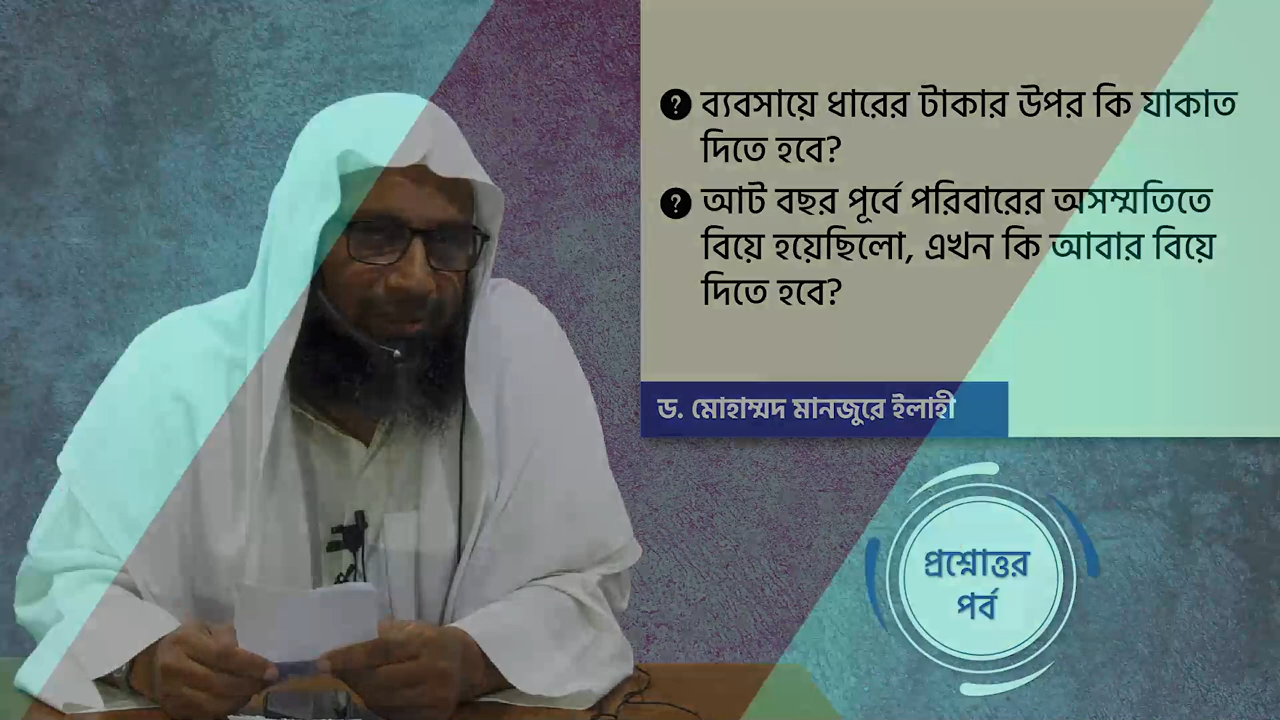 ব্যবসায়ে ধারের টাকার উপর কি যাকাত
দিতে হবে?
আট বছর পূর্বে পরিবারের অসম্মতিতে
বিয়ে হয়েছিলো, এখন কি আবার বিয়ে
দিতে হবে?
ড. মোহাম্মদ মানজুরে ইলাহী
প্রশ্নোত্তর
পর্ব